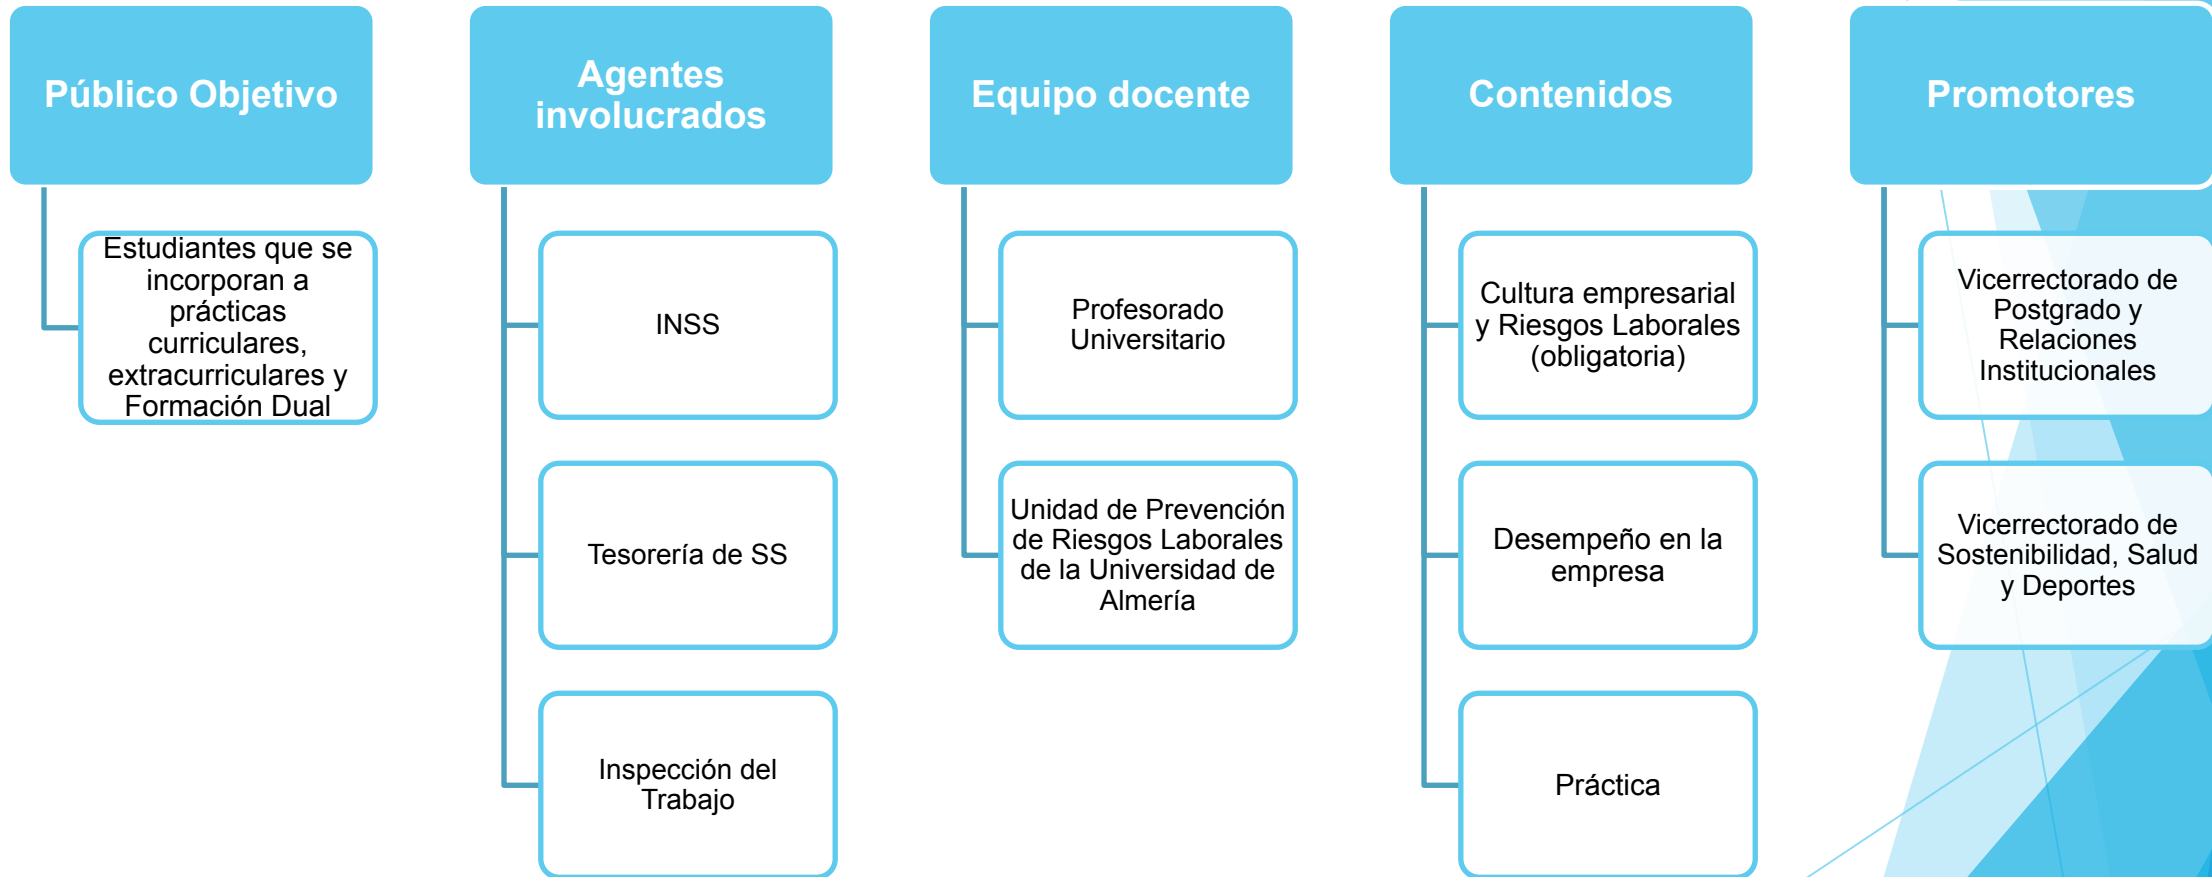 Público Objetivo
Estudiantes que se
incorporan a
prácticas
curriculares,
extracurriculares y
Formación Dual
Agentes
involucrados
INSS
Tesorería de SS
Inspección del
Trabajo
Equipo docente
Profesorado
Universitario
Unidad de Prevención
de Riesgos Laborales
de la Universidad de
Almería
Contenidos
Cultura empresarial
y Riesgos Laborales
(obligatoria)
Desempeño en la
empresa
Práctica
Promotores
Vicerrectorado de
Postgrado y
Relaciones
Institucionales
Vicerrectorado de
Sostenibilidad, Salud
y Deportes